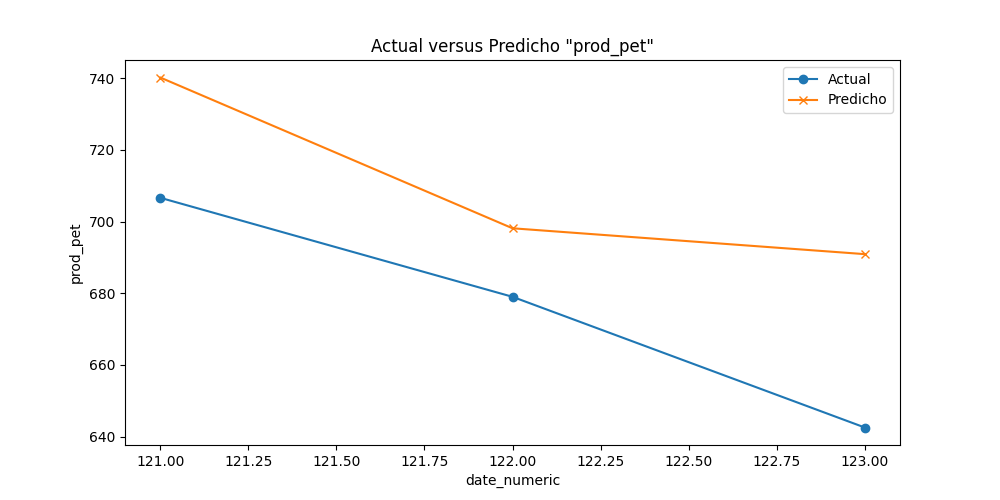 Actual versus Predicho "prod_pet"
Actual
Predicho
740
720
700
680
660
640
prod_pet
121.00 121.25 121.50 121.75 122.00 122.25 122.50 122.75 123.00
date_numeric